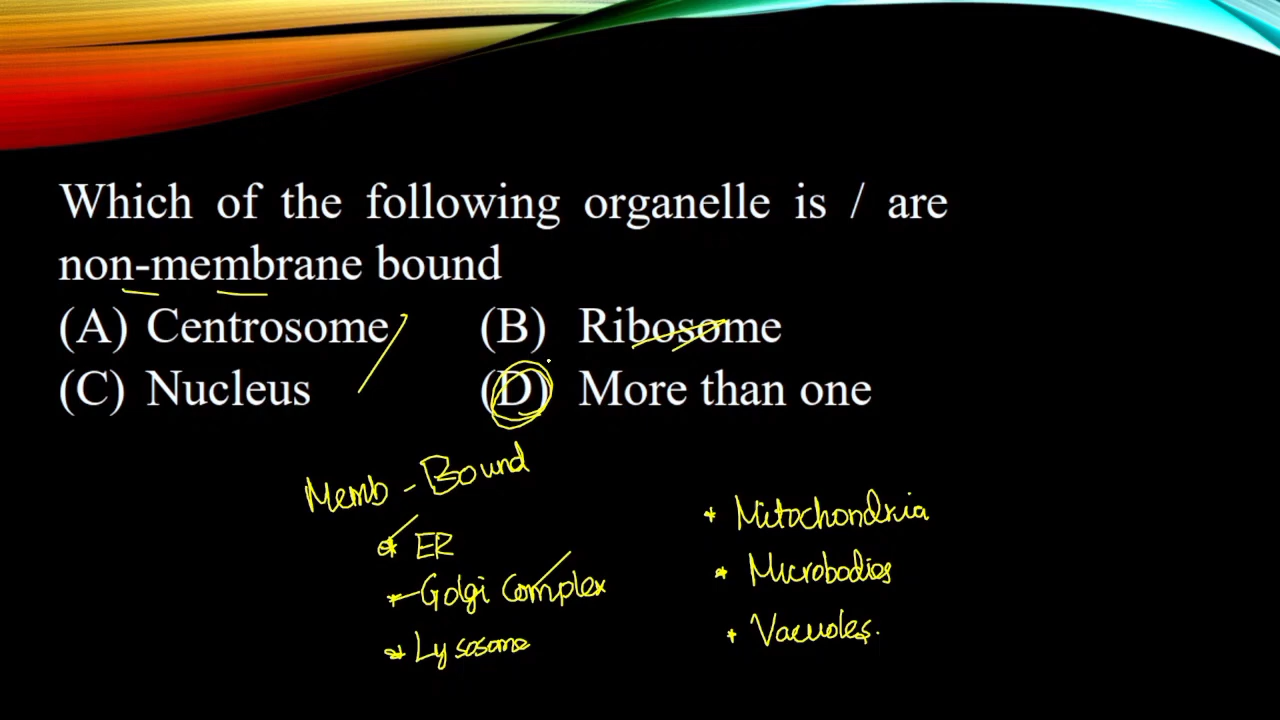 Which of the following organelle is / are
non-membrane bound
(A) Centrosome (B) Ribosome
(C) Nucleus (D) More than one
Memb - Bound
* ER
* Golgi Complex
* Lysosome
* Mitochondria
* Microbodies
* Vacuoles.